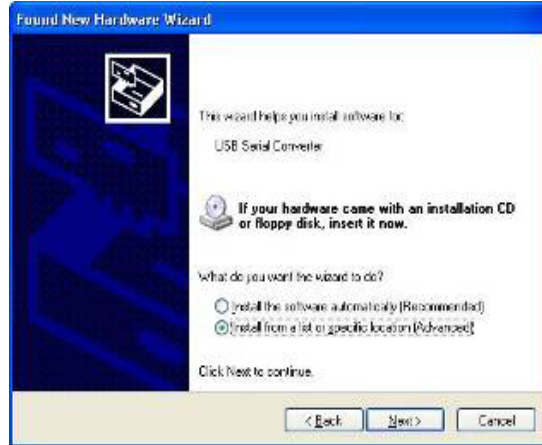 Found New Hardware Wizard
This wizard helps you install software for:
USB Serial Converter
If your hardware came with an installation CD
or floppy disk, insert it now.
What do you want the wizard to do?
Install the software automatically (Recommended)
Install from a list or specific location (Advanced)
Click Next to continue.
< Back
Next >
Cancel